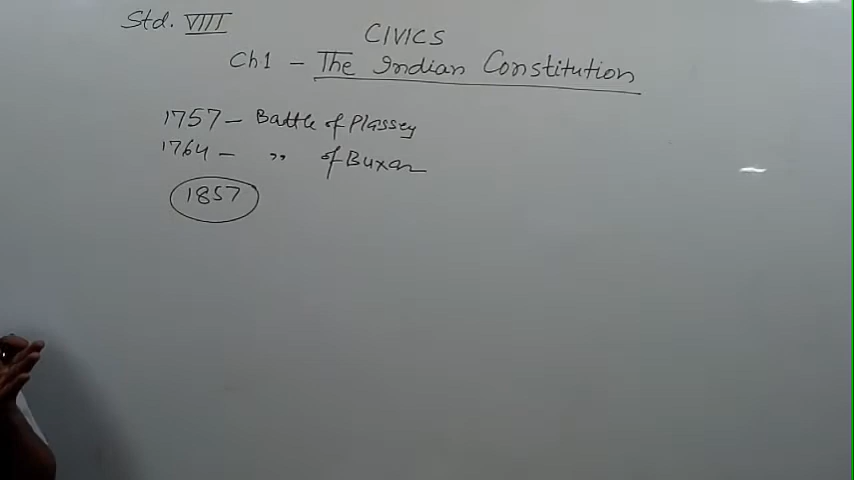 Std. VIII
CIVICS
Ch1 - The Indian Constitution
1757 - Battle of Plassey
1764 - ,, of Buxar
1857